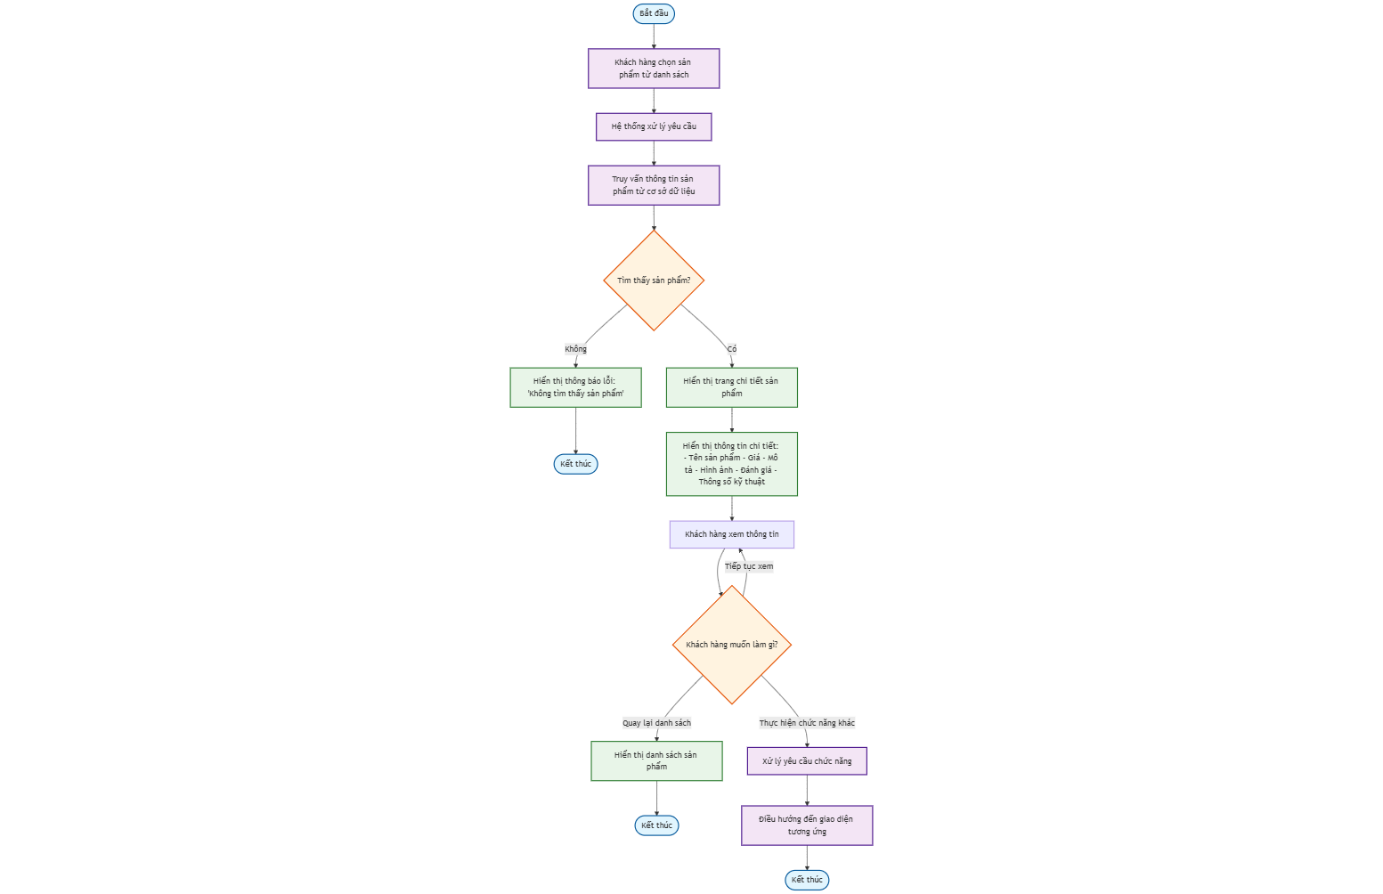 Bắt đầu
Khách hàng chọn sản
phẩm từ danh sách
Hệ thống xử lý yêu cầu
Truy vấn thông tin sản
phẩm từ cơ sở dữ liệu
Tìm thấy sản phẩm?
Không
Có
Hiển thị thông báo lỗi:
'Không tìm thấy sản phẩm'
Hiển thị trang chi tiết sản
phẩm
Kết thúc
Hiển thị thông tin chi tiết:
- Tên sản phẩm - Giá - Mô
tả - Hình ảnh - Đánh giá -
Thông số kỹ thuật
Khách hàng xem thông tin
Tiếp tục xem
Khách hàng muốn làm gì?
Quay lại danh sách
Thực hiện chức năng khác
Hiển thị danh sách sản
phẩm
Xử lý yêu cầu chức năng
Kết thúc
Điều hướng đến giao diện
tương ứng
Kết thúc